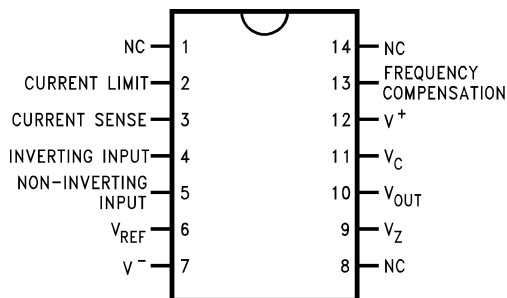 NC 1 14 NC
CURRENT LIMIT 2 13 FREQUENCY
COMPENSATION
CURRENT SENSE 3 12 V+
INVERTING INPUT 4 11 VC
NON-INVERTING
INPUT 5 10 VOUT
VREF 6 9 VZ
V- 7 8 NC